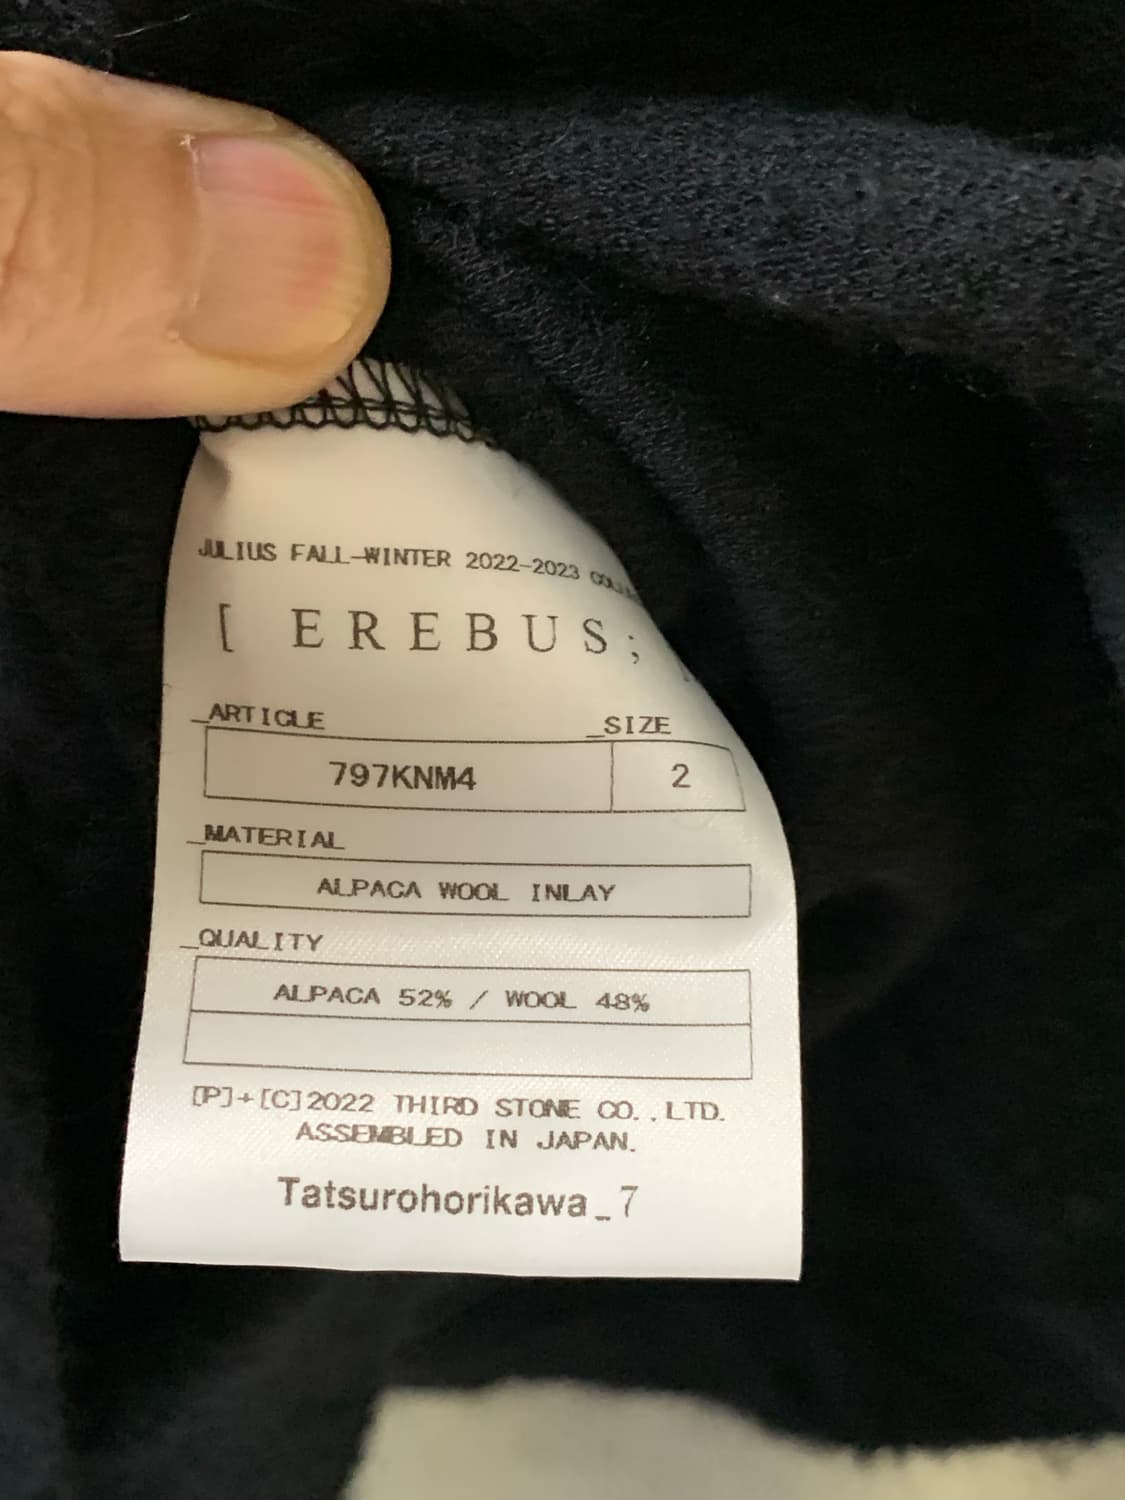 JULIUS FALL-WINTER 2022-2023
[ EREBUS;
_ARTICLE _SIZE
797KNM4 2
_MATERIAL
ALPACA WOOL INLAY
_QUALITY
ALPACA 52% / WOOL 48%
[P]+[C]2022 THIRD STONE CO.,LTD.
ASSEMBLED IN JAPAN.
Tatsurohorikawa_7